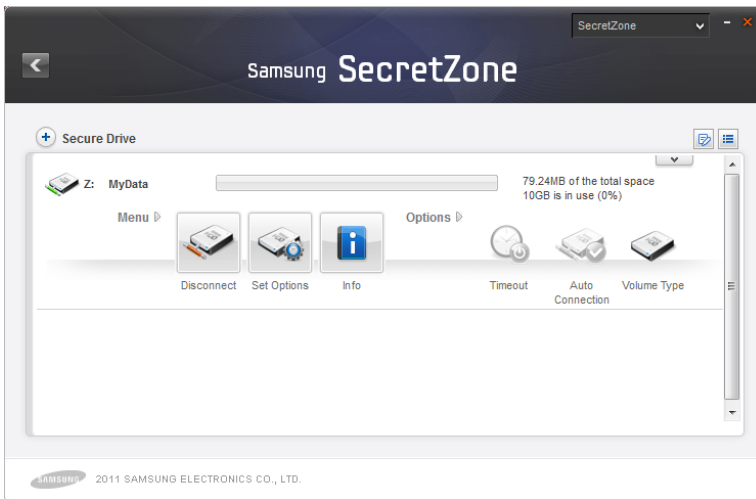 SecretZone
Samsung SecretZone
Secure Drive
Z: MyData
79.24MB of the total space
10GB is in use (0%)
Menu
Options
Disconnect
Set Options
Info
Timeout
Auto
Connection
Volume Type
SAMSUNG
2011 SAMSUNG ELECTRONICS CO., LTD.